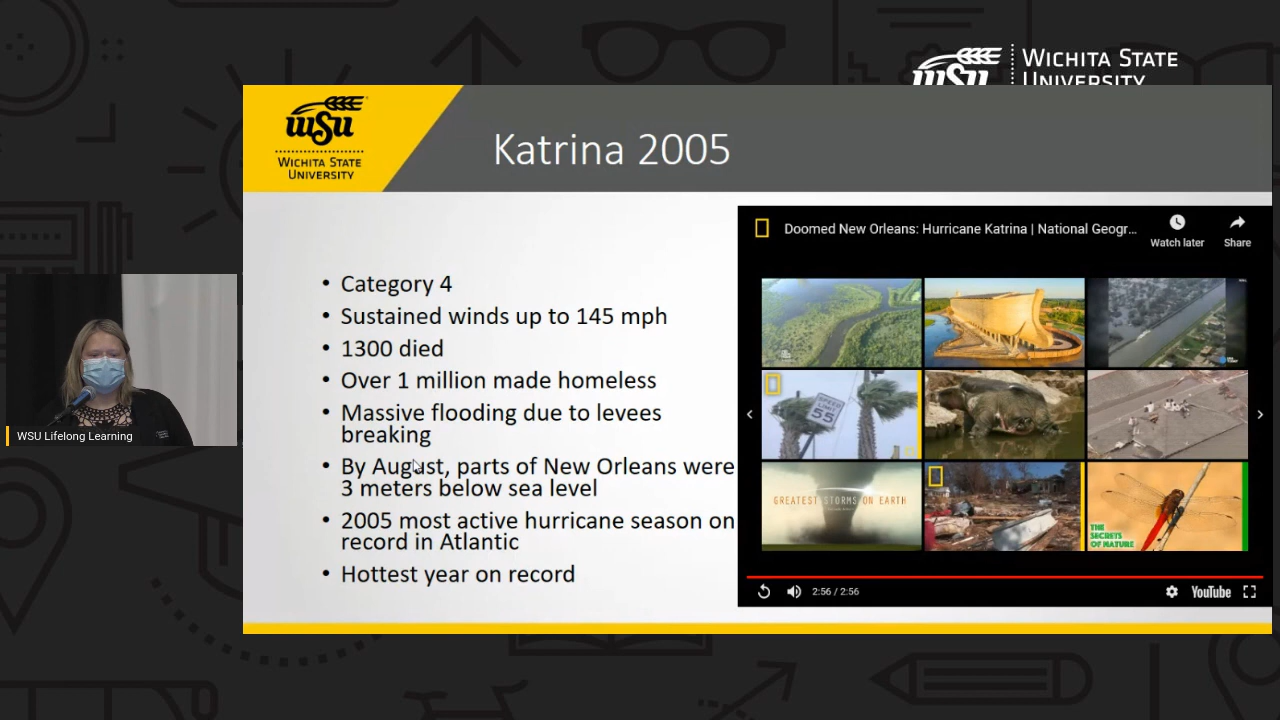 WICHITA STATE
UNIVERSITY
wsu
WICHITA STATE
UNIVERSITY
Katrina 2005
• Category 4
• Sustained winds up to 145 mph
• 1300 died
• Over 1 million made homeless
• Massive flooding due to levees
breaking
• By August, parts of New Orleans were
3 meters below sea level
• 2005 most active hurricane season on
record in Atlantic
• Hottest year on record
Doomed New Orleans: Hurricane Katrina | National Geogr...
Watch later
Share
SPEED
LIMIT
55
GREATEST STORMS ON EARTH
THE
SECRETS
OF NATURE
2:56 / 2:56
YouTube
WSU Lifelong Learning